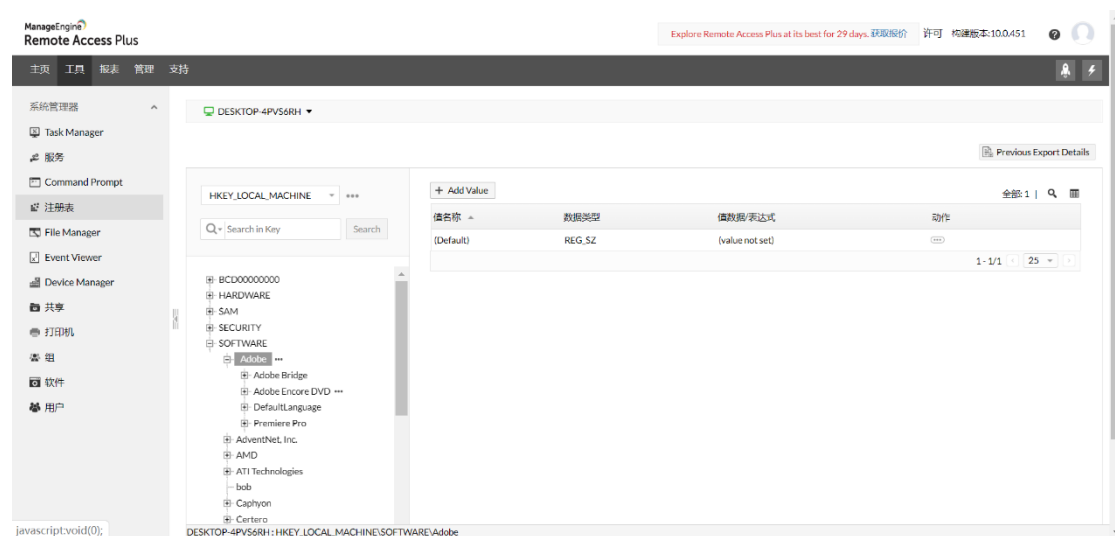 ManageEngine
Remote Access Plus
Explore Remote Access Plus at its best for 29 days. 获取报价 许可 构建版本:10.0.451
主页 工具 报表 管理 支持
系统管理器
Task Manager
服务
Command Prompt
注册表
File Manager
Event Viewer
Device Manager
共享
打印机
组
软件
用户
DESKTOP-4PVS6RH
Previous Export Details
HKEY_LOCAL_MACHINE
Search in Key Search
BCD00000000
HARDWARE
SAM
SECURITY
SOFTWARE
Adobe
Adobe Bridge
Adobe Encore DVD
DefaultLanguage
Premiere Pro
AdventNet, Inc.
AMD
ATI Technologies
bob
Caphyon
Certero
+ Add Value
全部: 1 |
值名称 数据类型 值数据/表达式 动作
(Default) REG_SZ (value not set)
1 - 1/1 25
javascript:void(0);
DESKTOP-4PVS6RH : HKEY_LOCAL_MACHINE\SOFTWARE\Adobe